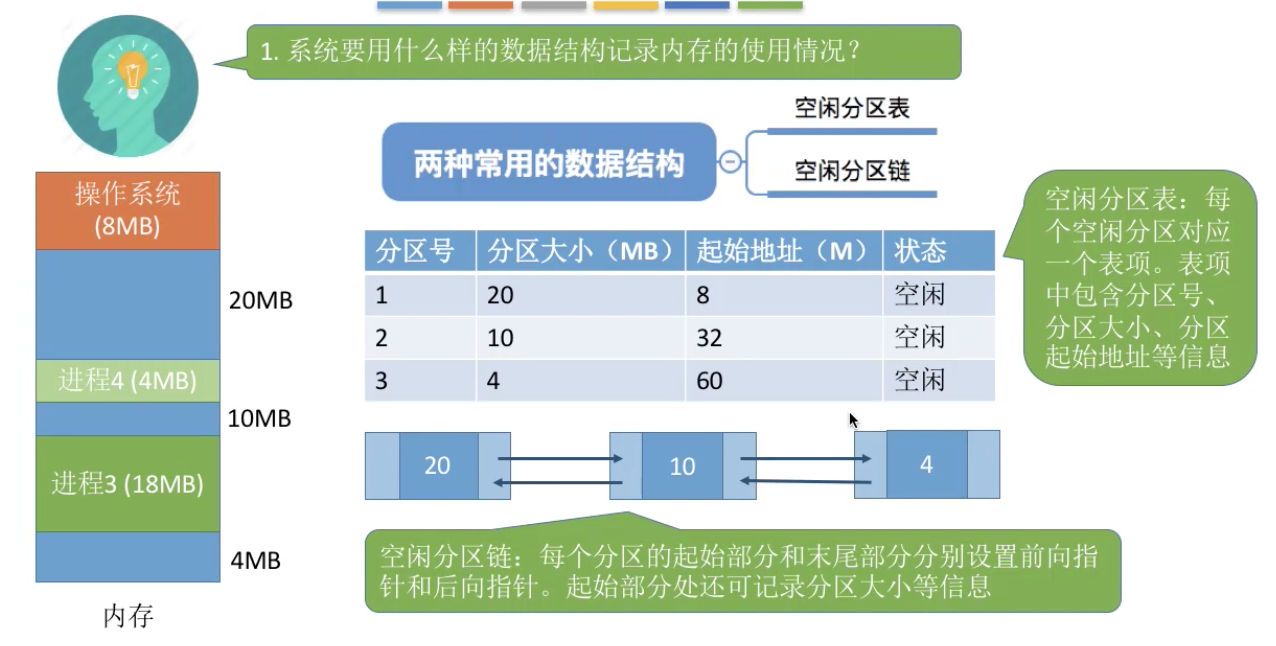 1. 系统要用什么样的数据结构记录内存的使用情况？
空闲分区表
两种常用的数据结构
空闲分区链
操作系统
(8MB)
20MB
进程4 (4MB)
10MB
进程3 (18MB)
4MB
内存
分区号 分区大小（MB） 起始地址（M） 状态
1 20 8 空闲
2 10 32 空闲
3 4 60 空闲
空闲分区表：每
个空闲分区对应
一个表项。表项
中包含分区号、
分区大小、分区
起始地址等信息
20 10 4
空闲分区链：每个分区的起始部分和末尾部分分别设置前向指
针和后向指针。起始部分处还可记录分区大小等信息